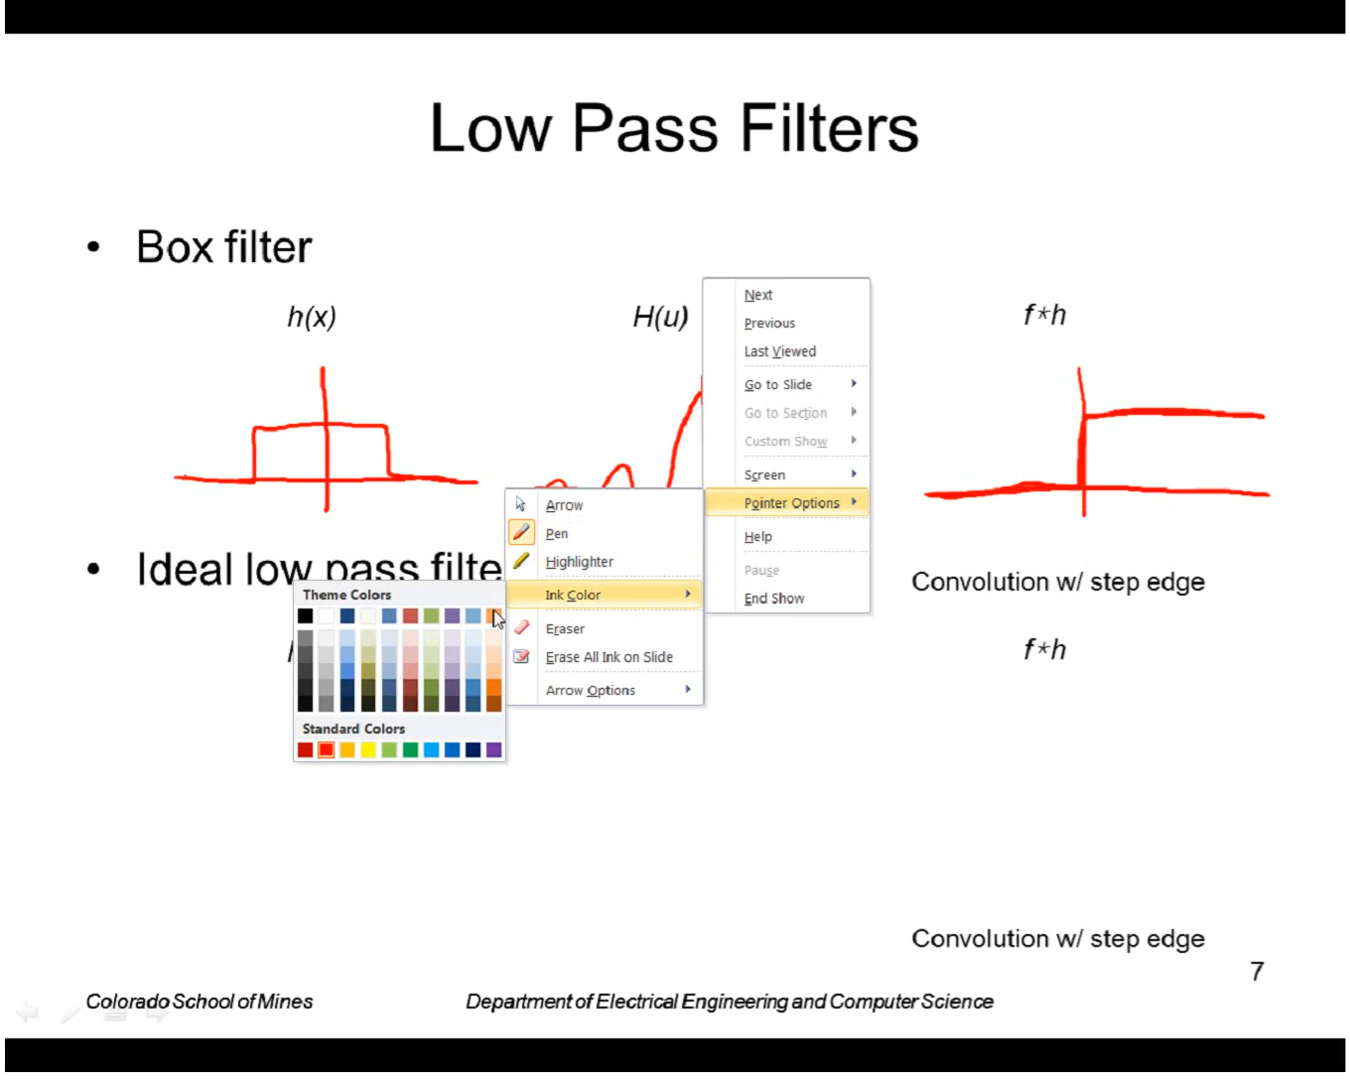 Low Pass Filters
• Box filter
h(x)
H(u)
f*h
Next
Previous
Last Viewed
Go to Slide
Go to Section
Custom Show
Screen
Pointer Options
Help
Pause
End Show
Arrow
Pen
Highlighter
Ink Color
Eraser
Erase All Ink on Slide
Arrow Options
• Ideal low pass filte
Theme Colors
Standard Colors
Convolution w/ step edge
f*h
Convolution w/ step edge
7
Colorado School of Mines
Department of Electrical Engineering and Computer Science